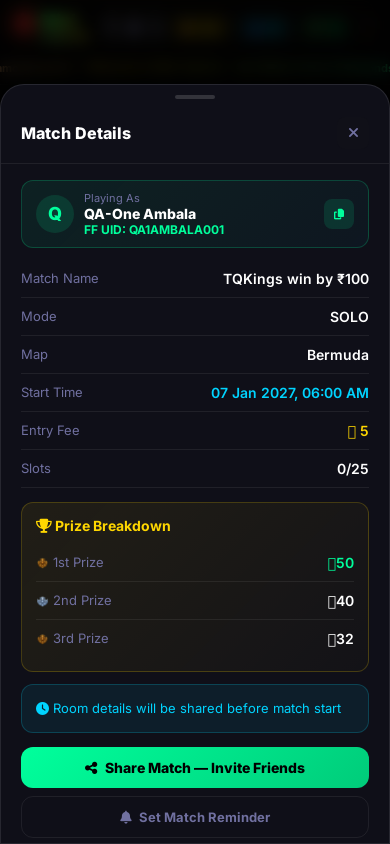 Match Details
Q
Playing As
QA-One Ambala
FF UID: QA1AMBALA001
Match Name
TQKings win by ₹100
Mode
SOLO
Map
Bermuda
Start Time
07 Jan 2027, 06:00 AM
Entry Fee
5
Slots
0/25
Prize Breakdown
1st Prize
50
2nd Prize
40
3rd Prize
32
Room details will be shared before match start
Share Match — Invite Friends
Set Match Reminder